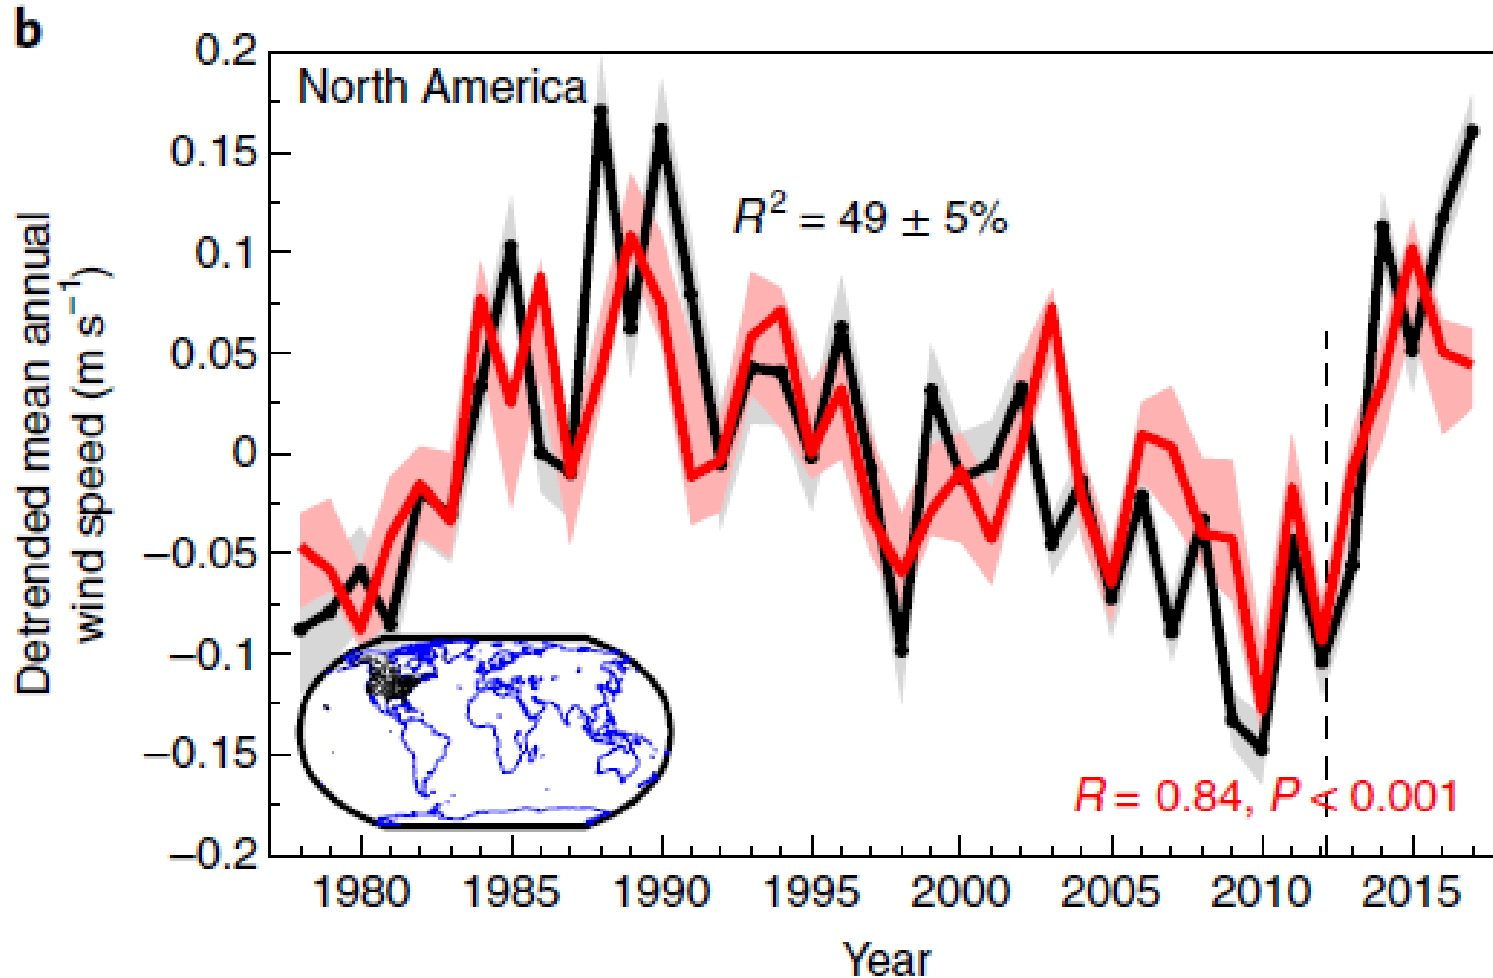 b
0.2
North America
0.15
R² = 49 ± 5%
0.1
0.05
0
−0.05
−0.1
−0.15
R = 0.84, P < 0.001
−0.2
Detrended mean annual
wind speed (m s⁻¹)
1980 1985 1990 1995 2000 2005 2010 2015
Year